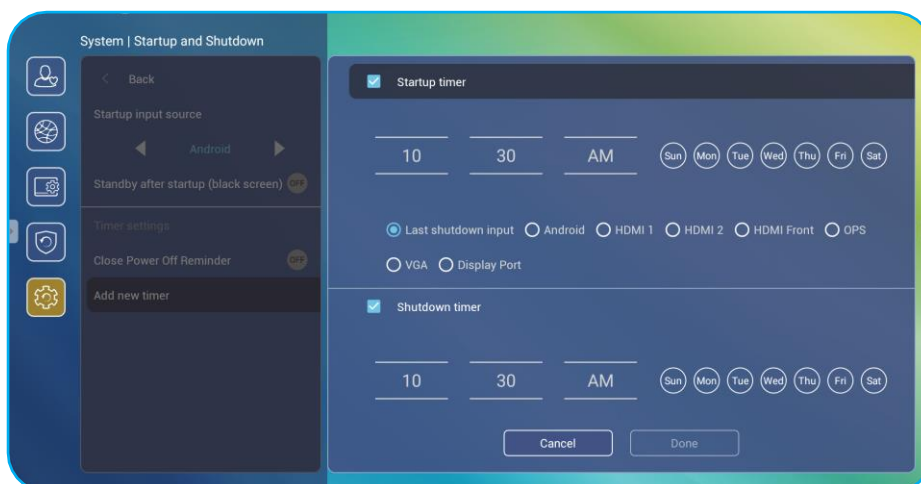 System | Startup and Shutdown
Back
Startup input source
Android
Standby after startup (black screen) OFF
Timer settings
Close Power Off Reminder OFF
Add new timer
Startup timer
10 30 AM Sun Mon Tue Wed Thu Fri Sat
Last shutdown input Android HDMI 1 HDMI 2 HDMI Front OPS
VGA Display Port
Shutdown timer
10 30 AM Sun Mon Tue Wed Thu Fri Sat
Cancel Done